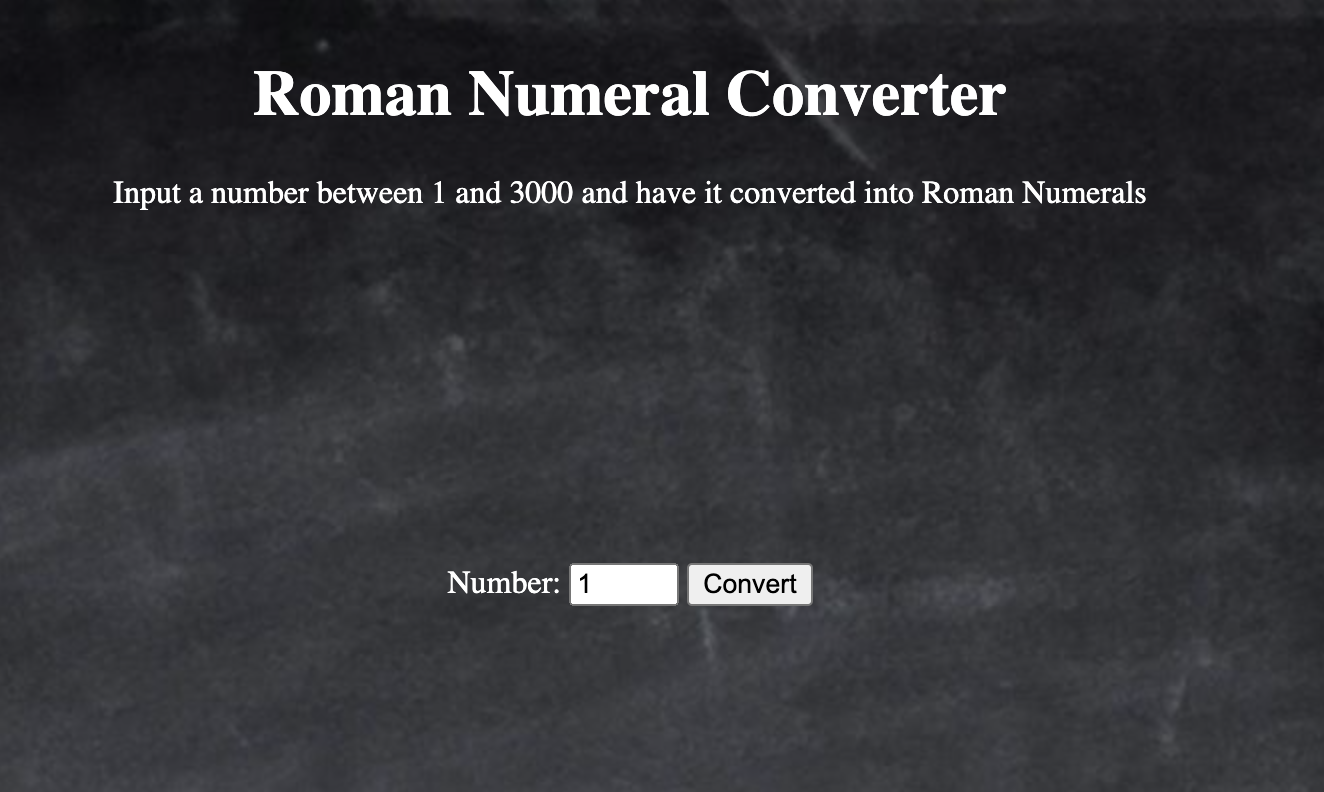 Roman Numeral Converter
Input a number between 1 and 3000 and have it converted into Roman Numerals
Number: 1 Convert